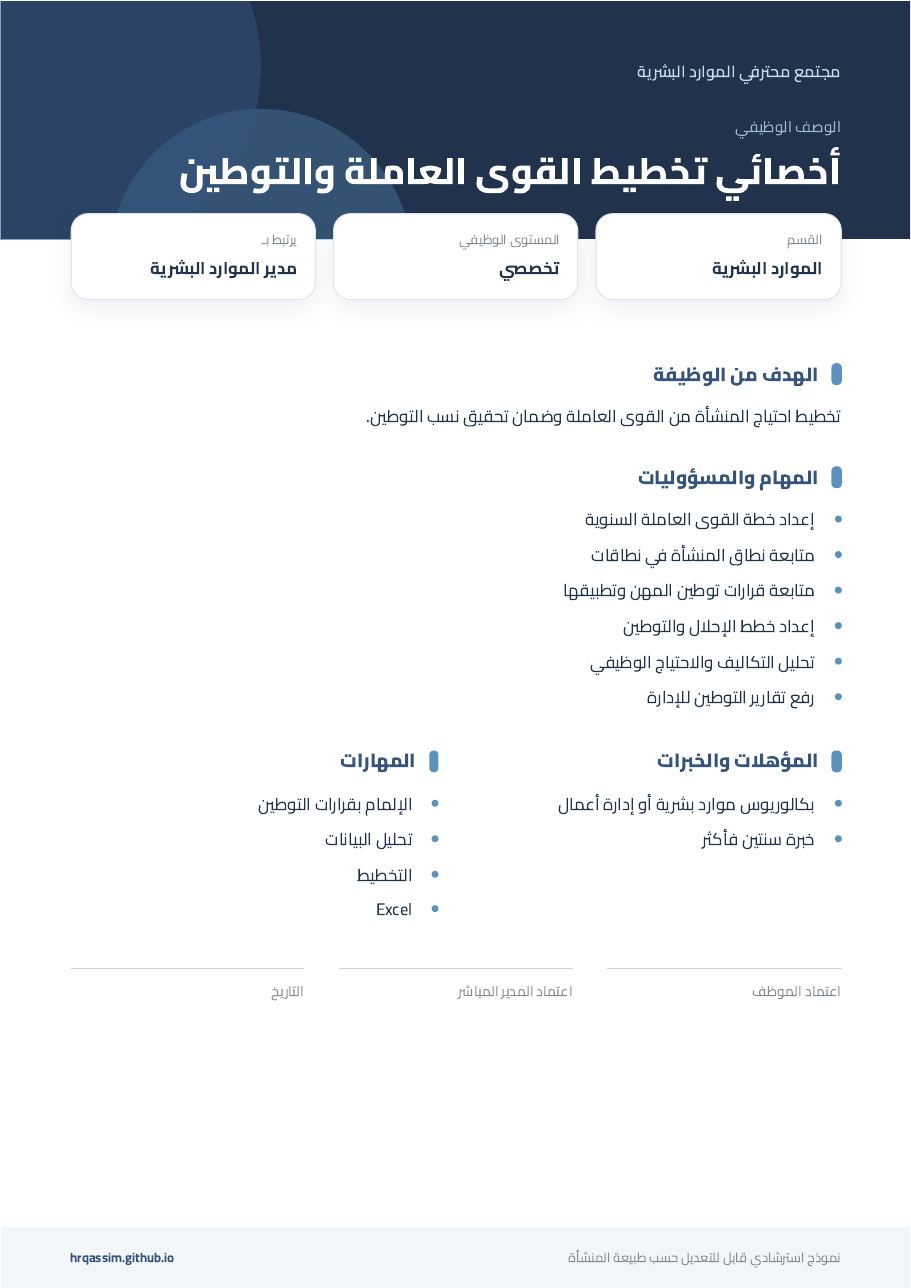 مجتمع محترفي الموارد البشرية
الوصف الوظيفي
أخصائي تخطيط القوى العاملة والتوطين
القسم
الموارد البشرية
المستوى الوظيفي
تخصصي
يرتبط بـ
مدير الموارد البشرية
الهدف من الوظيفة
تخطيط احتياج المنشأة من القوى العاملة وضمان تحقيق نسب التوطين.
المهام والمسؤوليات
إعداد خطة القوى العاملة السنوية
متابعة نطاق المنشأة في نطاقات
متابعة قرارات توطين المهن وتطبيقها
إعداد خطط الإحلال والتوطين
تحليل التكاليف والاحتياج الوظيفي
رفع تقارير التوطين للإدارة
المؤهلات والخبرات
بكالوريوس موارد بشرية أو إدارة أعمال
خبرة سنتين فأكثر
المهارات
الإلمام بقرارات التوطين
تحليل البيانات
التخطيط
Excel
اعتماد الموظف
اعتماد المدير المباشر
التاريخ
نموذج استرشادي قابل للتعديل حسب طبيعة المنشأة
hrqassim.github.io